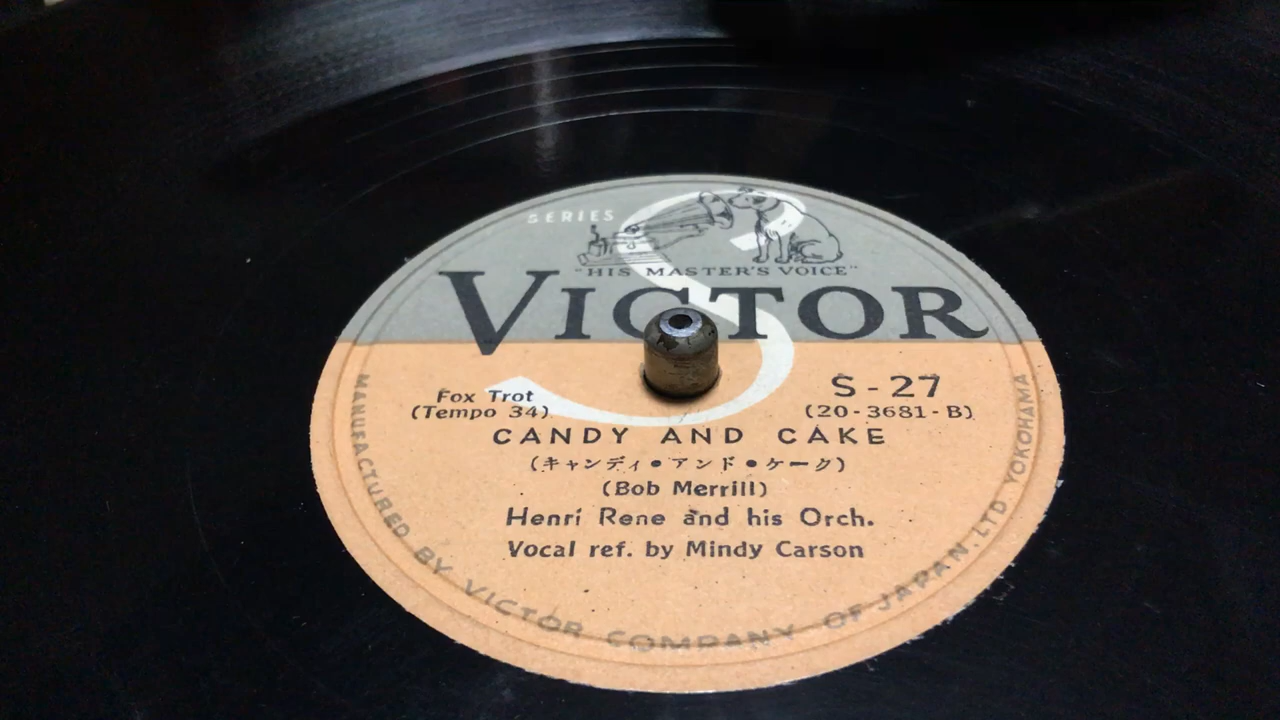 SERIES
S
"HIS MASTER'S VOICE"
VICTOR
Fox Trot
(Tempo 34)
S-27
(20-3681-B)
CANDY AND CAKE
(キャンディ•アンド•ケーク)
(Bob Merrill)
Henri Rene and his Orch.
Vocal ref. by Mindy Carson
MANUFACTURED BY VICTOR COMPANY OF JAPAN. LTD YOKOHAMA